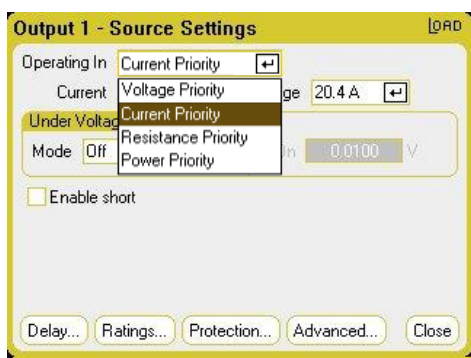 Output 1 - Source Settings LOAD
Operating In Current Priority
Current ge 20.4 A
Voltage Priority
Current Priority
Resistance Priority
Power Priority
Under Voltag
Mode Off n 0.0100 V
Enable short
Delay... Ratings... Protection... Advanced... Close